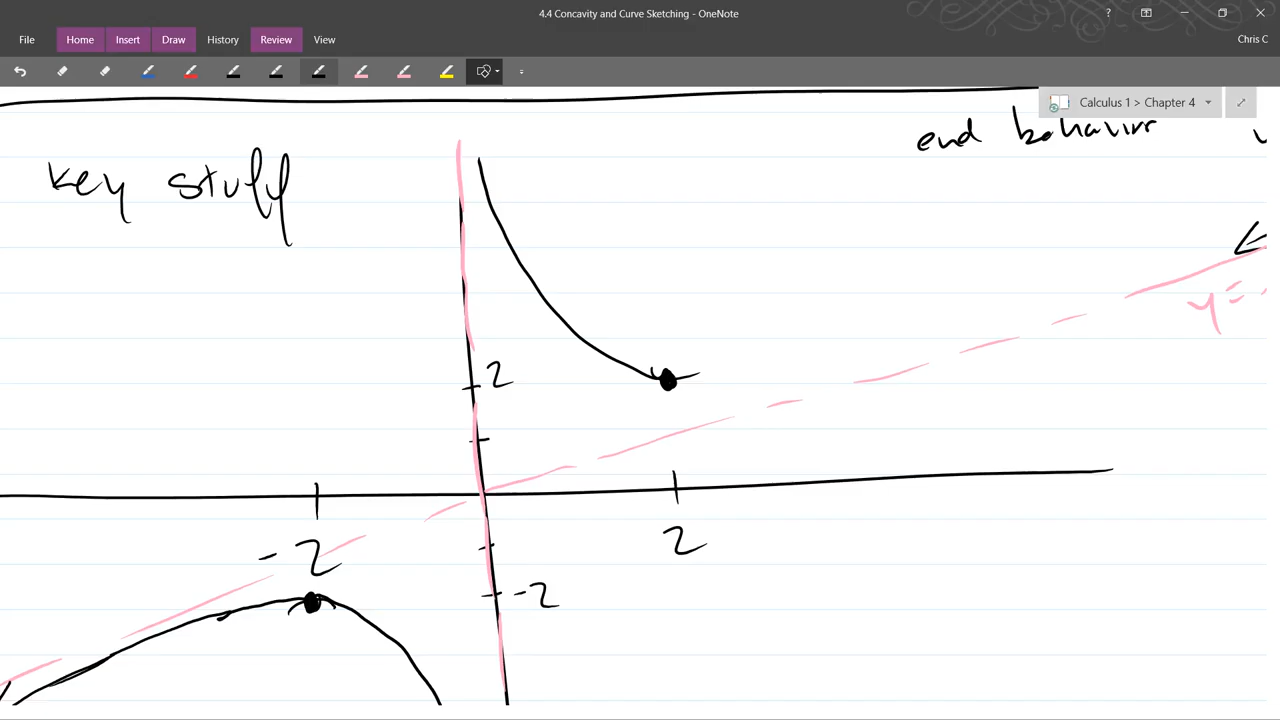 4.4 Concavity and Curve Sketching - OneNote
File Home Insert Draw History Review View
Chris C
Calculus 1 > Chapter 4
end behavior
key stuff
y =
2
-2
2
-2